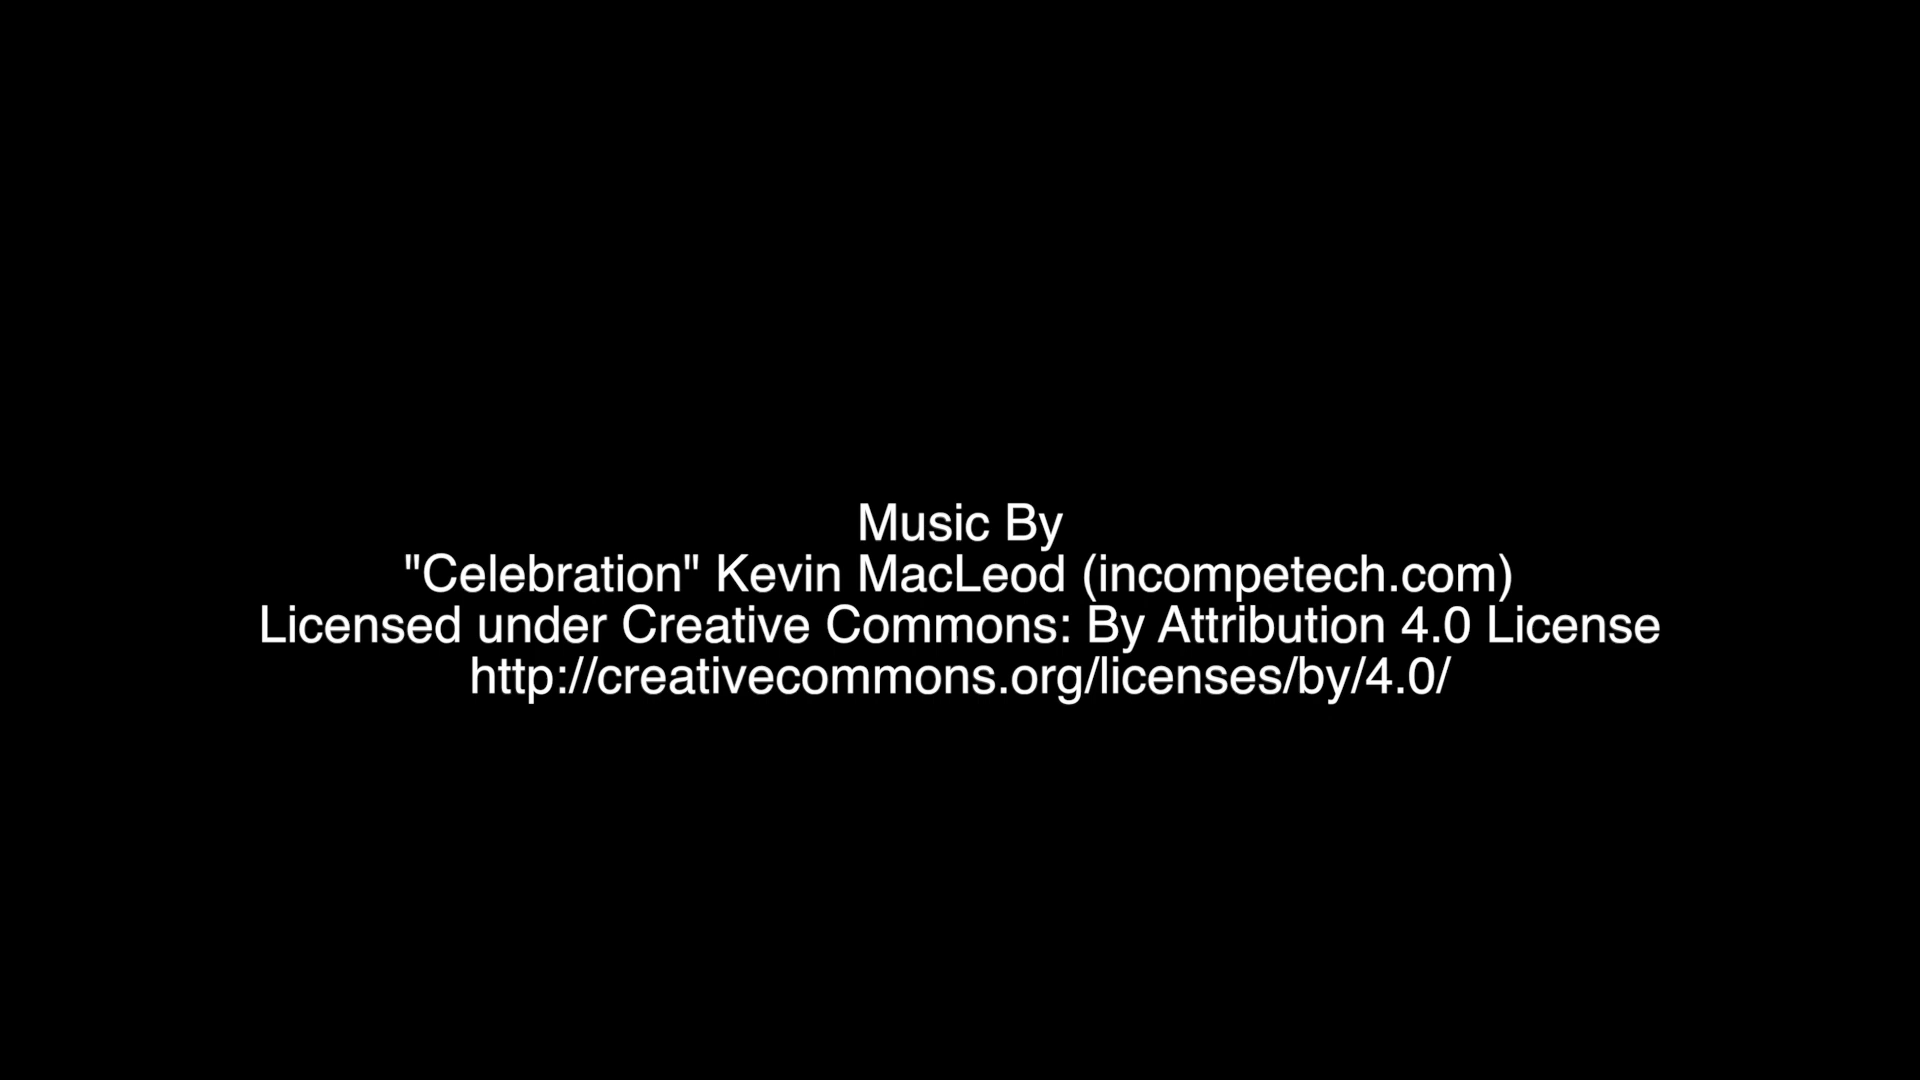 Music By
"Celebration" Kevin MacLeod (incompetech.com)
Licensed under Creative Commons: By Attribution 4.0 License
http://creativecommons.org/licenses/by/4.0/